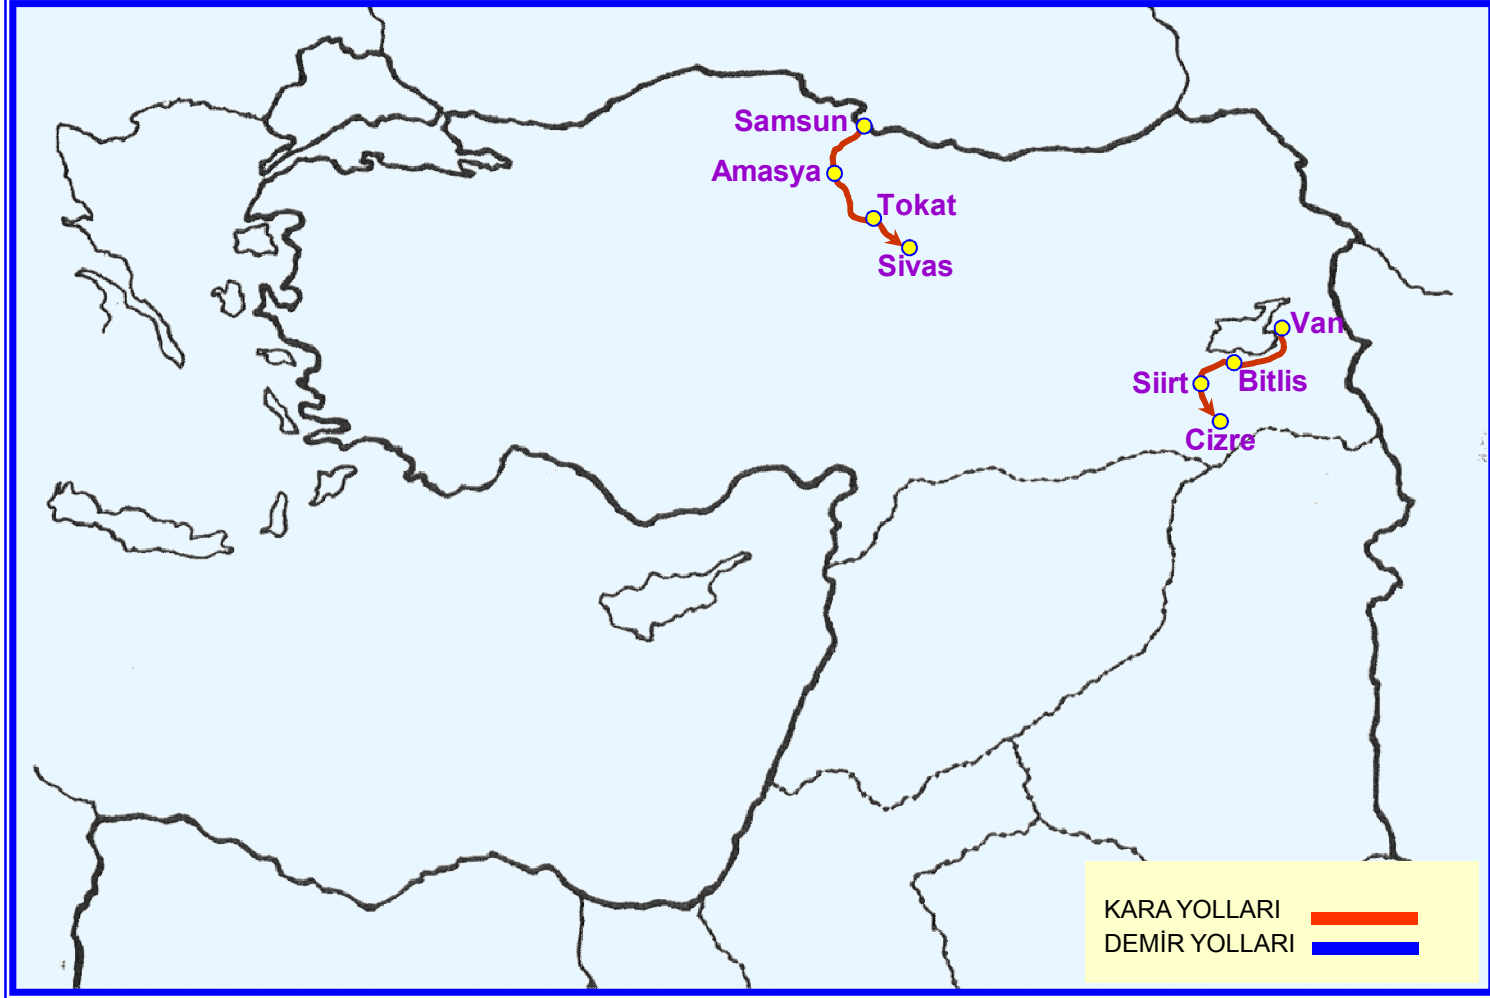 Samsun
Amasya
Tokat
Sivas
Van
Siirt
Bitlis
Cizre
KARA YOLLARI
DEMİR YOLLARI